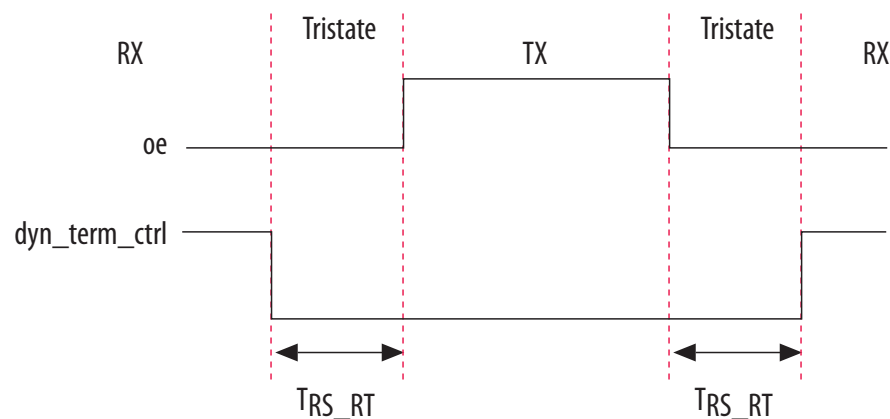 Tristate
Tristate
RX
TX
RX
oe
dyn_term_ctrl
TRS_RT
TRS_RT